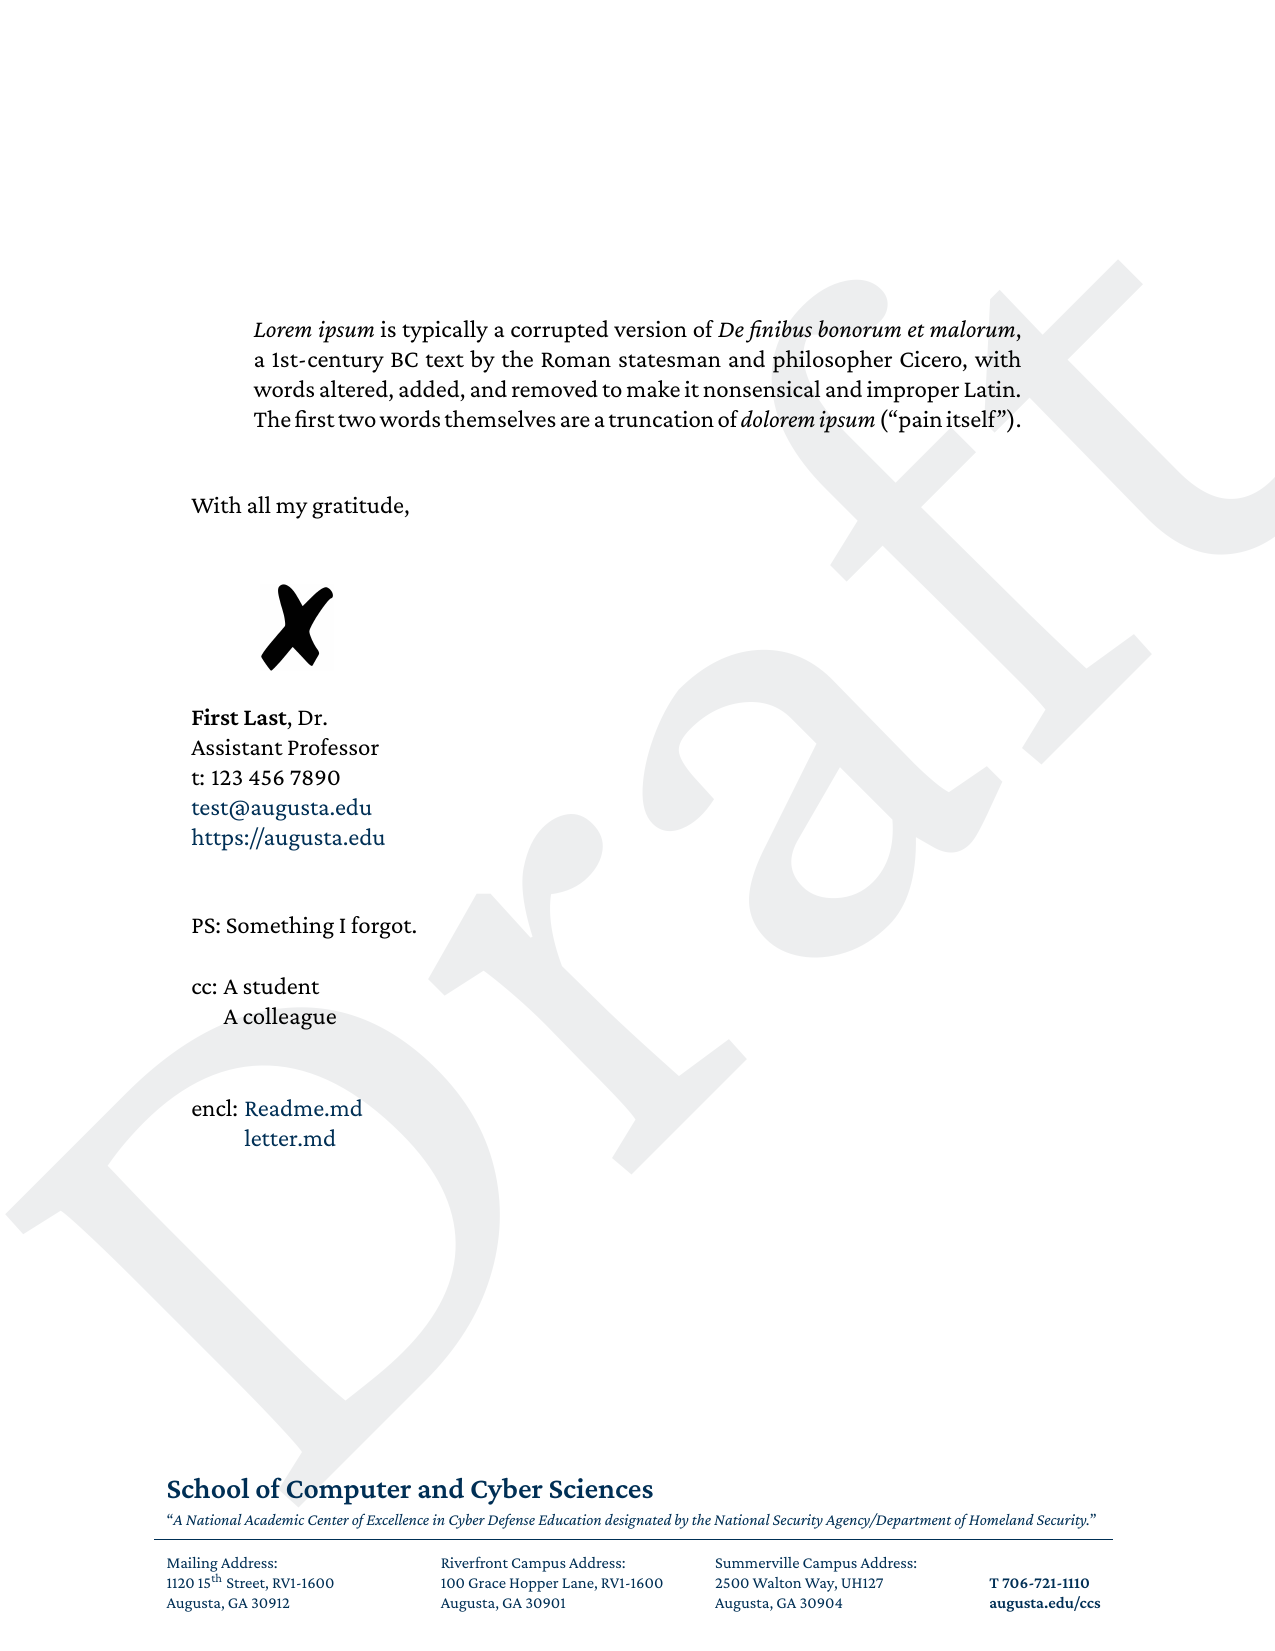 Lorem ipsum is typically a corrupted version of De finibus bonorum et malorum,
a 1st-century BC text by the Roman statesman and philosopher Cicero, with
words altered, added, and removed to make it nonsensical and improper Latin.
The first two words themselves are a truncation of dolorem ipsum (“pain itself”).
With all my gratitude,
First Last, Dr.
Assistant Professor
t: 123 456 7890
test@augusta.edu
https://augusta.edu
PS: Something I forgot.
cc: A student
A colleague
encl: Readme.md
letter.md
Draft
School of Computer and Cyber Sciences
“A National Academic Center of Excellence in Cyber Defense Education designated by the National Security Agency/Department of Homeland Security.”
Mailing Address:
1120 15th Street, RV1-1600
Augusta, GA 30912
Riverfront Campus Address:
100 Grace Hopper Lane, RV1-1600
Augusta, GA 30901
Summerville Campus Address:
2500 Walton Way, UH127
Augusta, GA 30904
T 706-721-1110
augusta.edu/ccs